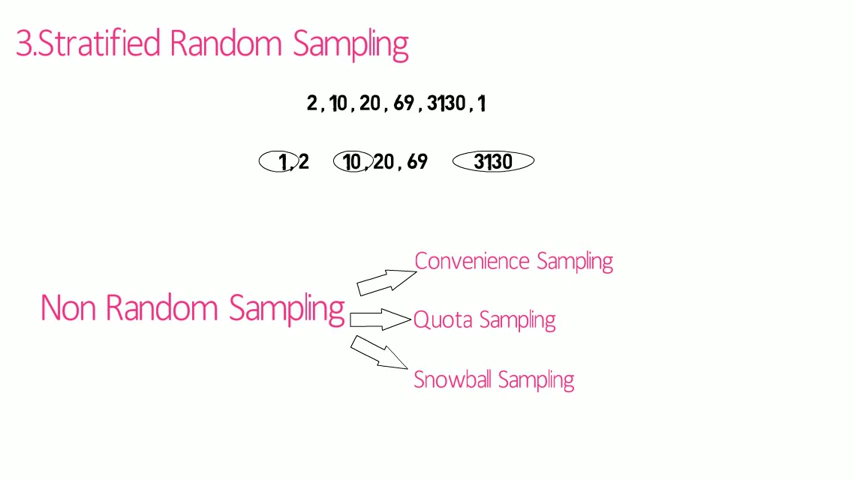 3.Stratified Random Sampling
2 , 10 , 20 , 69 , 3130 , 1
1 , 2 10 , 20 , 69 3130
Convenience Sampling
Non Random Sampling
Quota Sampling
Snowball Sampling